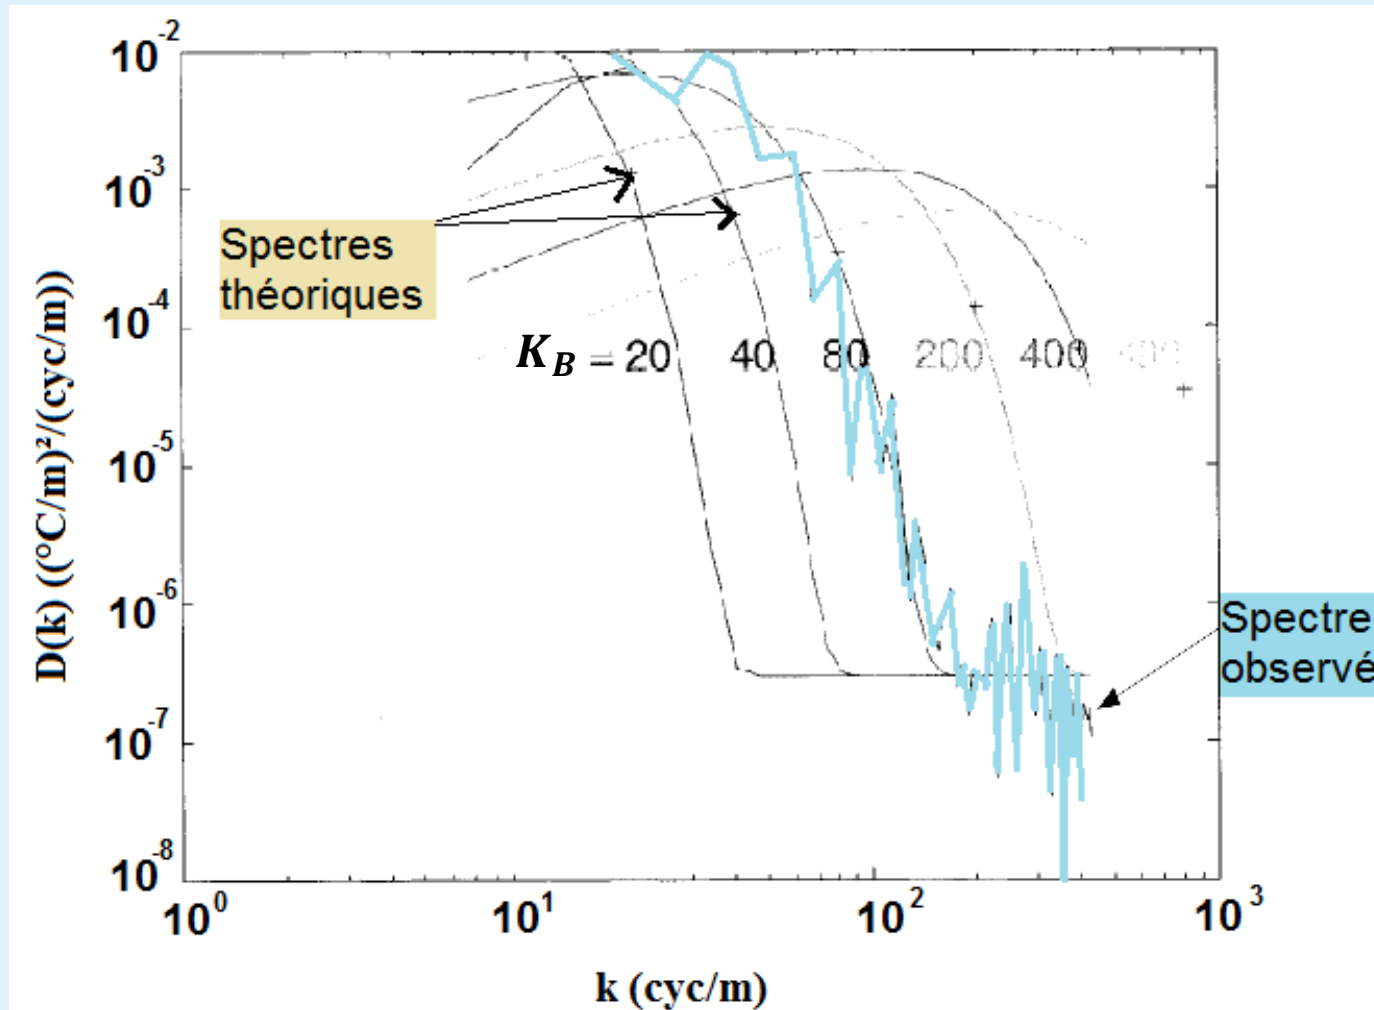 10^-2
10^-3
10^-4
10^-5
10^-6
10^-7
10^-8
D(k) ((°C/m)²/(cyc/m))
Spectres
théoriques
K_B = 20 40 80 200 400
Spectre
observé
10^0 10^1 10^2 10^3
k (cyc/m)